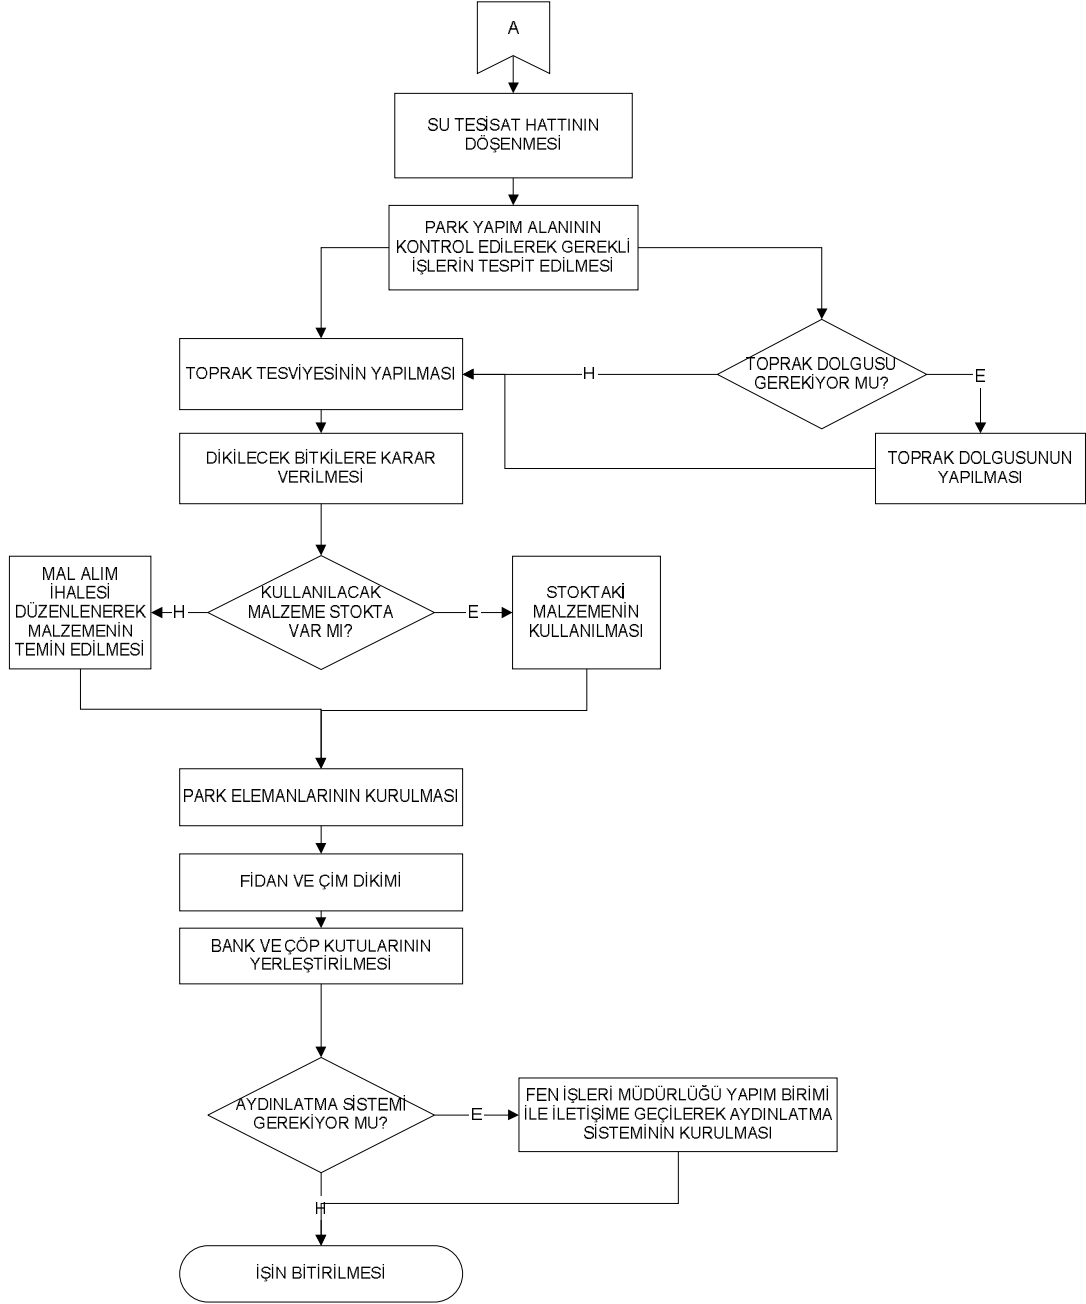 A
SU TESİSAT HATTININ
DÖŞENMESİ
PARK YAPIM ALANININ
KONTROL EDİLEREK GEREKLİ
İŞLERİN TESPİT EDİLMESİ
TOPRAK DOLGUSU
GEREKİYOR MU?
H
E
TOPRAK TESVİYESİNİN YAPILMASI
TOPRAK DOLGUSUNUN
YAPILMASI
DİKİLECEK BİTKİLERE KARAR
VERİLMESİ
MAL ALIM
İHALESİ
DÜZENLENEREK
MALZEMENİN
TEMİN EDİLMESİ
H
KULLANILACAK
MALZEME STOKTA
VAR MI?
E
STOKTAKİ
MALZEMENİN
KULLANILMASI
PARK ELEMANLARININ KURULMASI
FİDAN VE ÇİM DİKİMİ
BANK VE ÇÖP KUTULARININ
YERLEŞTİRİLMESİ
AYDINLATMA SİSTEMİ
GEREKİYOR MU?
E
FEN İŞLERİ MÜDÜRLÜĞÜ YAPIM BİRİMİ
İLE İLETİŞİME GEÇİLEREK AYDINLATMA
SİSTEMİNİN KURULMASI
H
İŞİN BİTİRİLMESİ